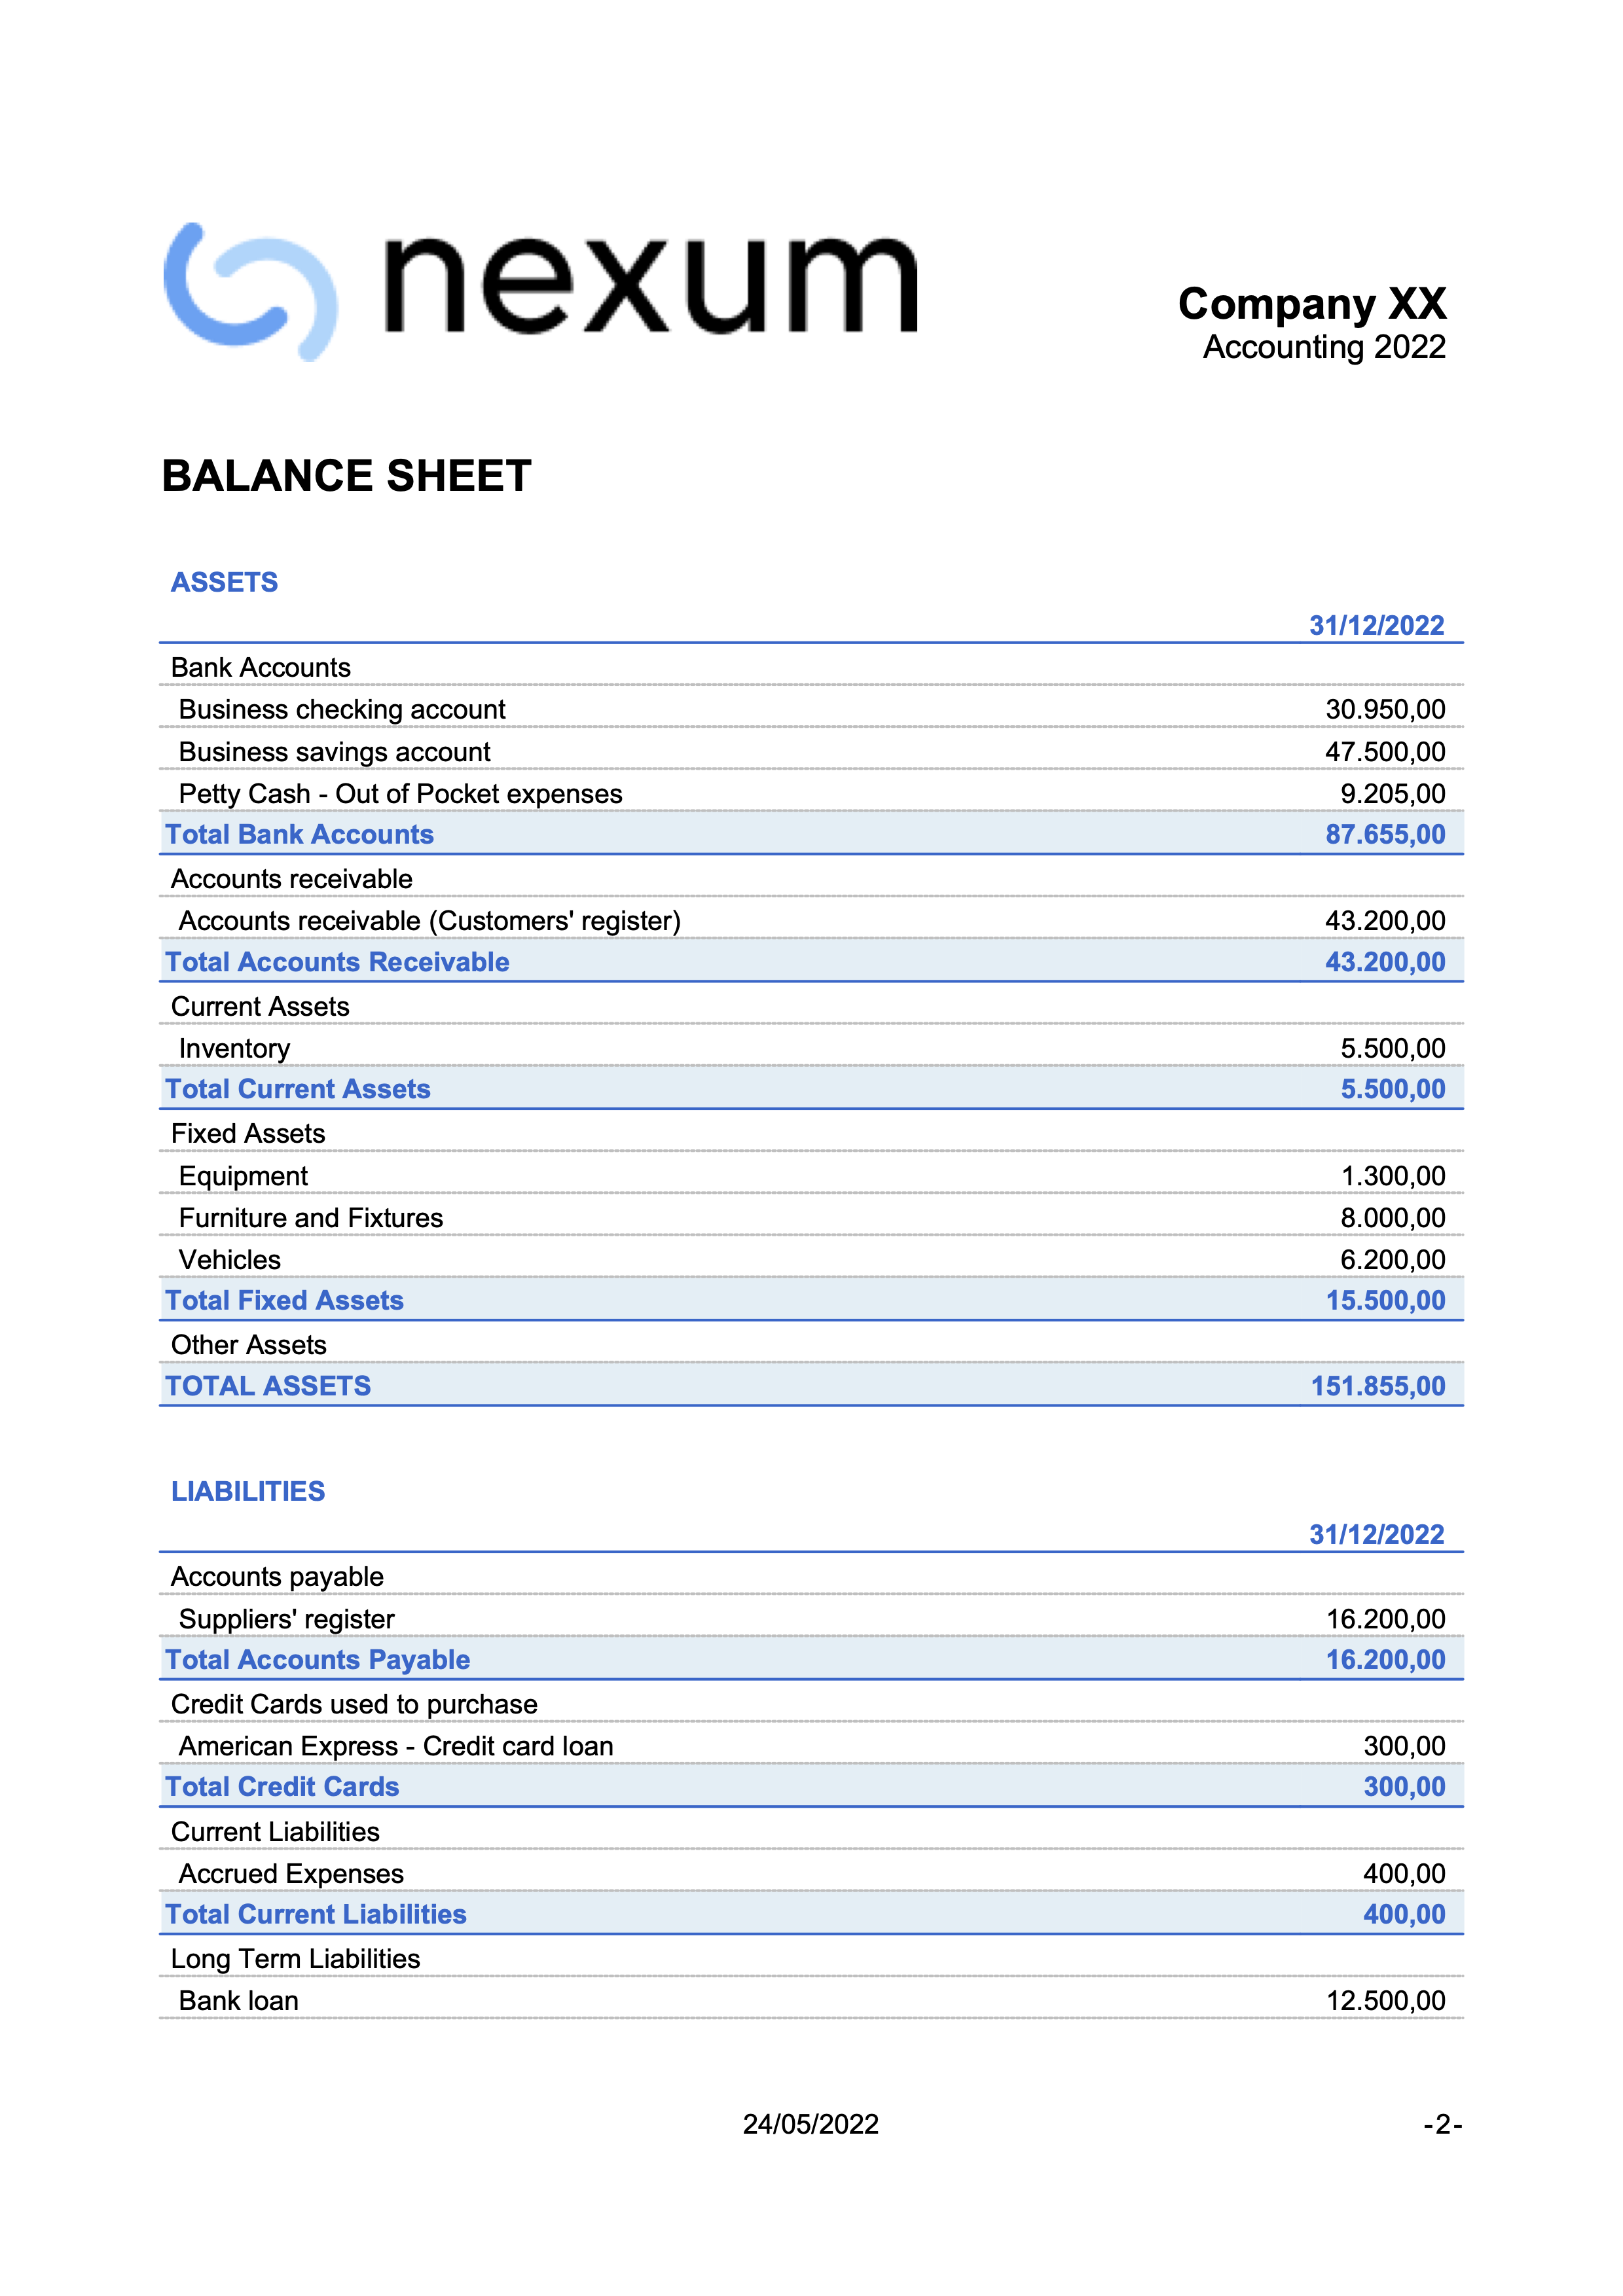 nexum
Company XX
Accounting 2022
BALANCE SHEET
ASSETS
31/12/2022
Bank Accounts
Business checking account 30.950,00
Business savings account 47.500,00
Petty Cash - Out of Pocket expenses 9.205,00
Total Bank Accounts 87.655,00
Accounts receivable
Accounts receivable (Customers' register) 43.200,00
Total Accounts Receivable 43.200,00
Current Assets
Inventory 5.500,00
Total Current Assets 5.500,00
Fixed Assets
Equipment 1.300,00
Furniture and Fixtures 8.000,00
Vehicles 6.200,00
Total Fixed Assets 15.500,00
Other Assets
TOTAL ASSETS 151.855,00
LIABILITIES
31/12/2022
Accounts payable
Suppliers' register 16.200,00
Total Accounts Payable 16.200,00
Credit Cards used to purchase
American Express - Credit card loan 300,00
Total Credit Cards 300,00
Current Liabilities
Accrued Expenses 400,00
Total Current Liabilities 400,00
Long Term Liabilities
Bank loan 12.500,00
24/05/2022 -2-